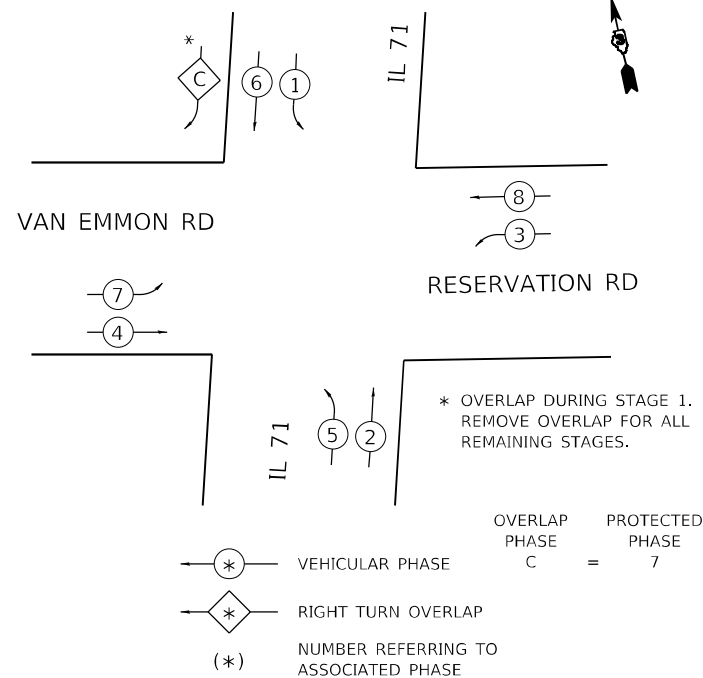 *
C
6
1
IL 71
VAN EMMON RD
8
3
7
4
RESERVATION RD
IL 71
5
2
* OVERLAP DURING STAGE 1.
REMOVE OVERLAP FOR ALL
REMAINING STAGES.
OVERLAP PROTECTED
PHASE PHASE
C = 7
* VEHICULAR PHASE
* RIGHT TURN OVERLAP
(*) NUMBER REFERRING TO
ASSOCIATED PHASE